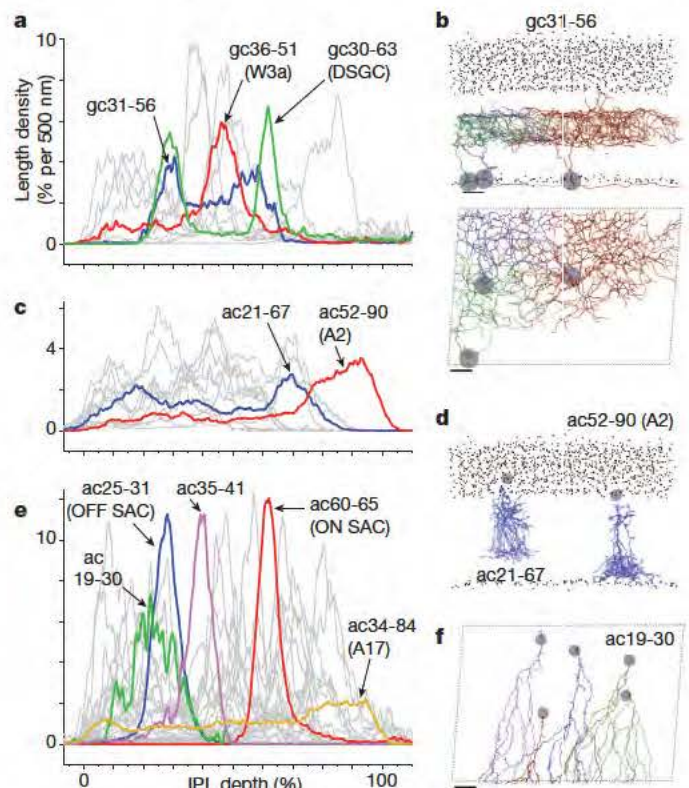 a
10
0
Length density
(% per 500 nm)
gc31-56
gc36-51
(W3a)
gc30-63
(DSGC)
b
gc31-56
c
4
0
ac21-67
ac52-90
(A2)
d
ac52-90 (A2)
ac21-67
e
10
0
ac25-31
(OFF SAC)
ac
19-30
ac35-41
ac60-65
(ON SAC)
ac34-84
(A17)
0
IPL depth (%)
100
f
ac19-30